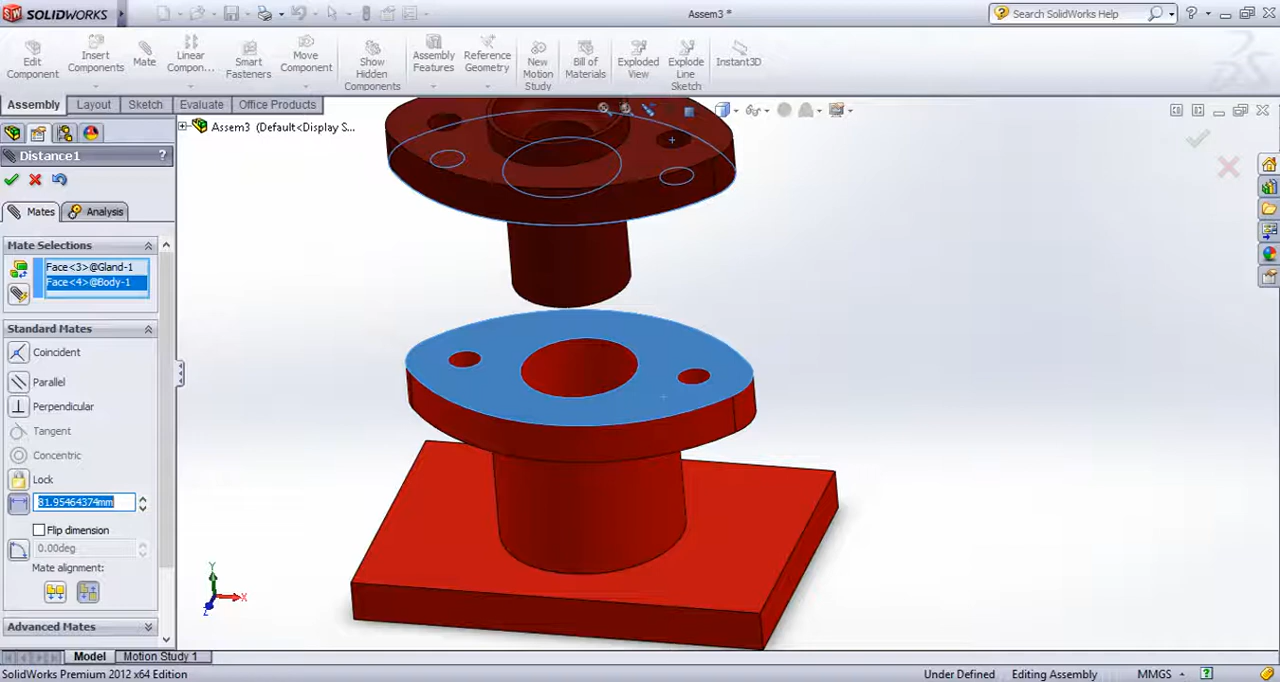 SOLIDWORKS
Assem3 *
Search SolidWorks Help
Edit
Component
Insert
Components
Mate
Linear
Compon...
Smart
Fasteners
Move
Component
Show
Hidden
Components
Assembly
Features
Reference
Geometry
New
Motion
Study
Bill of
Materials
Exploded
View
Explode
Line
Sketch
Instant3D
Assembly
Layout
Sketch
Evaluate
Office Products
Assem3 (Default<Display S...
Distance1
?
Mates
Analysis
Mate Selections
Face<3>@Gland-1
Face<4>@Body-1
Standard Mates
Coincident
Parallel
Perpendicular
Tangent
Concentric
Lock
81.95464374mm
Flip dimension
0.00deg
Mate alignment:
Advanced Mates
Y
X
Z
Model
Motion Study 1
SolidWorks Premium 2012 x64 Edition
Under Defined
Editing Assembly
MMGS
?